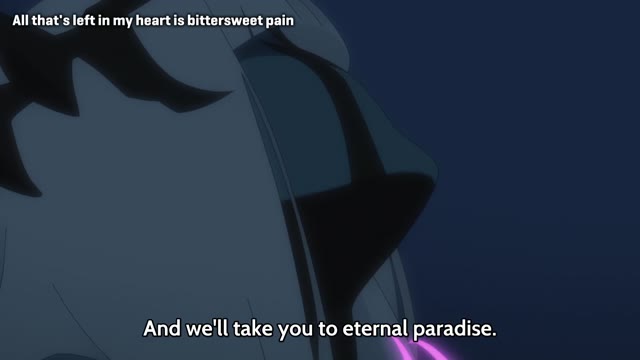 All that's left in my heart is bittersweet pain
And we'll take you to eternal paradise.